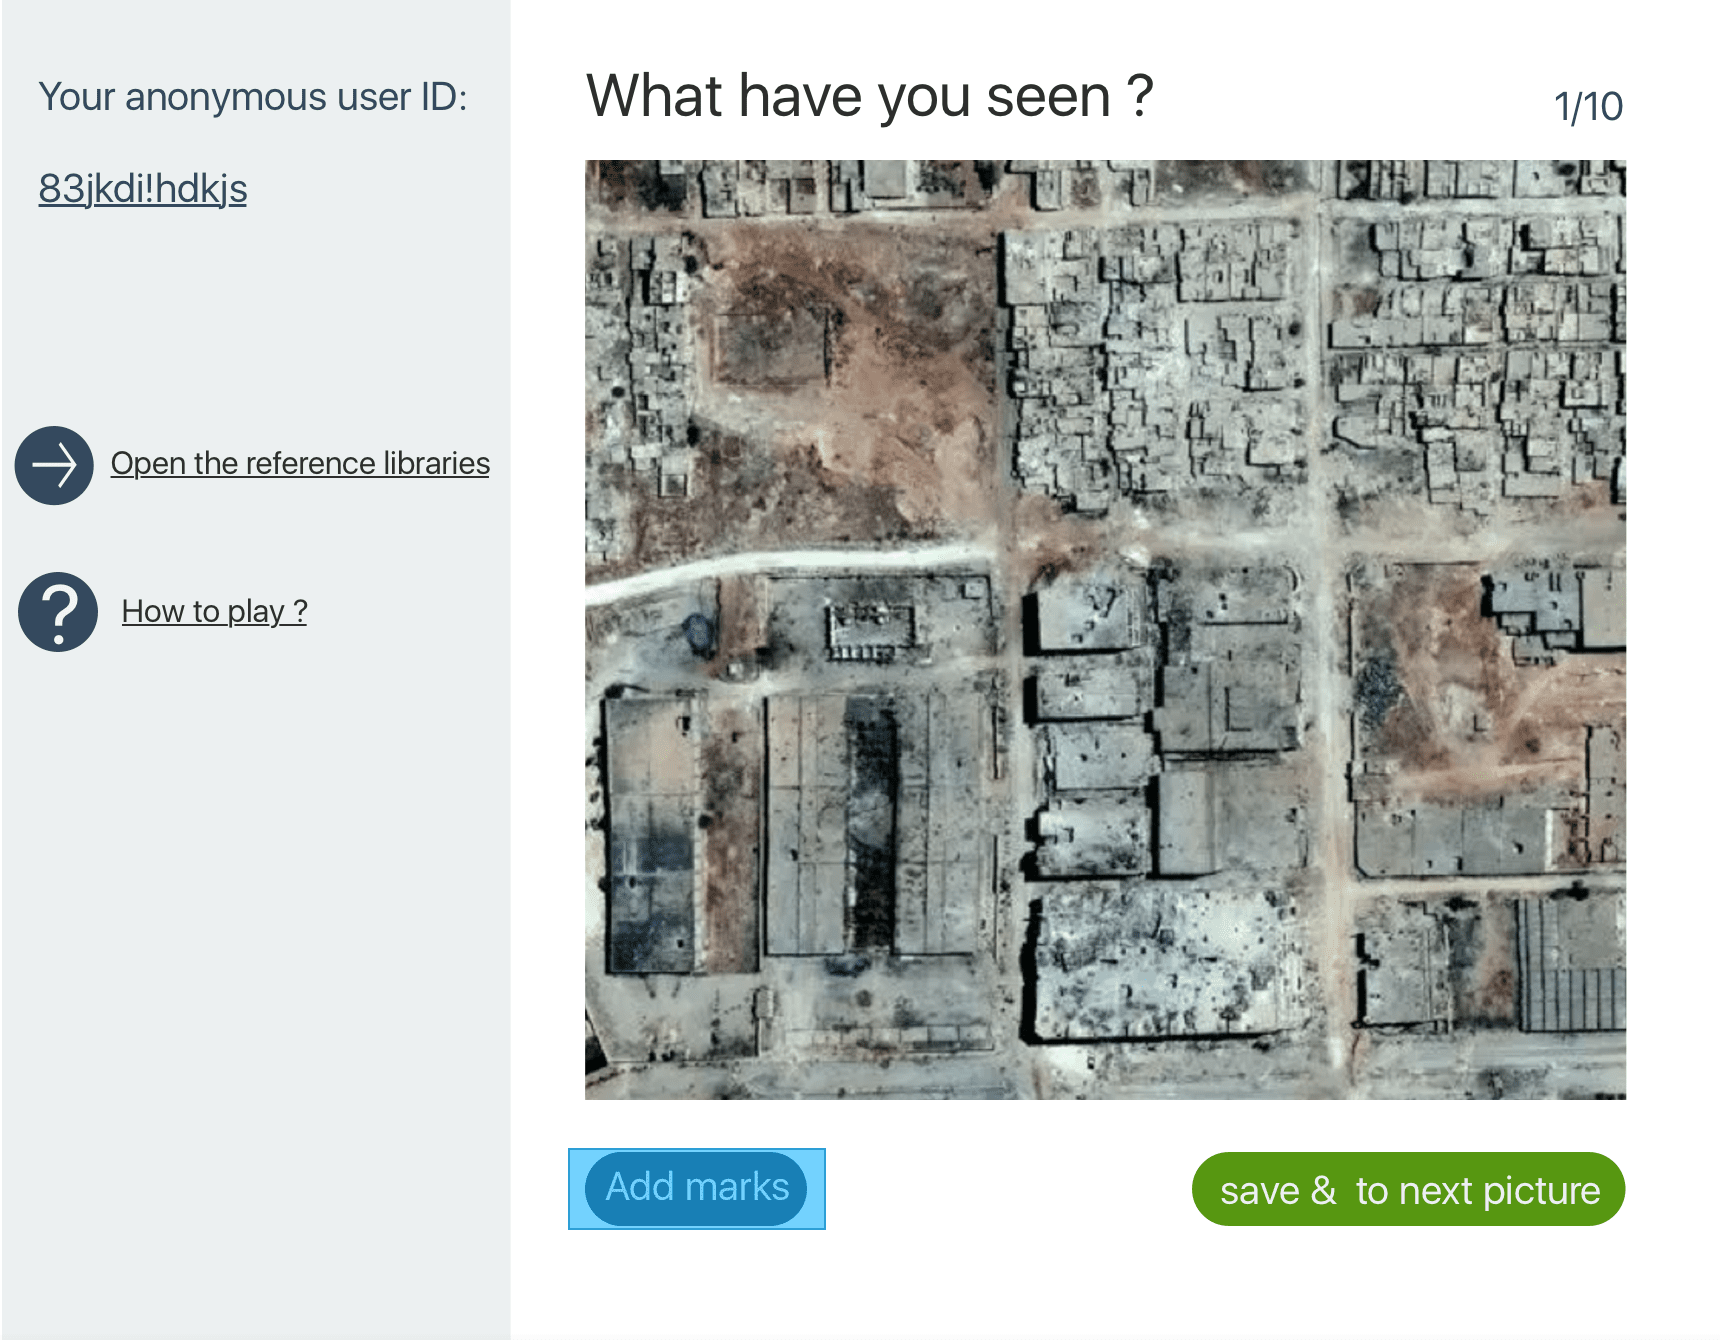 Your anonymous user ID:
83jkdi!hdkjs
Open the reference libraries
How to play ?
What have you seen ?
1/10
Add marks
save &  to next picture